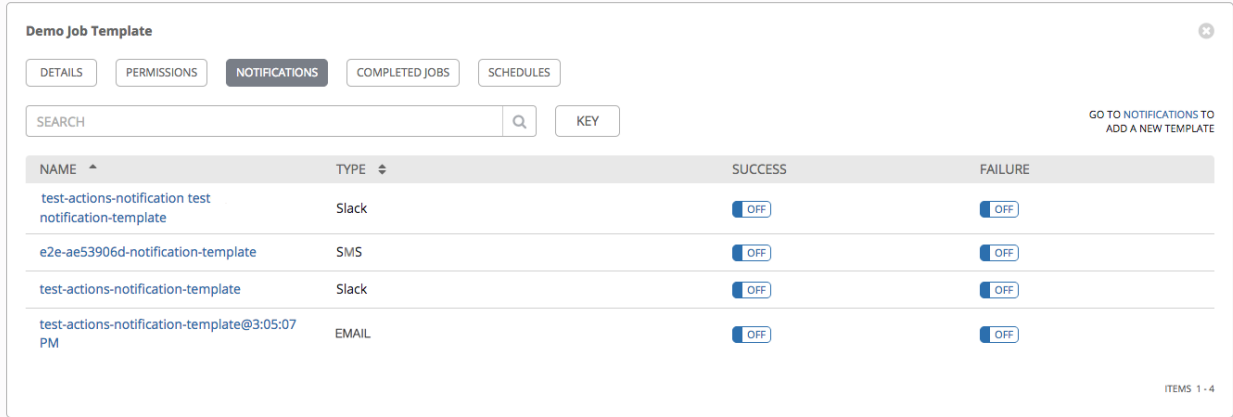 Demo Job Template
DETAILS PERMISSIONS NOTIFICATIONS COMPLETED JOBS SCHEDULES
SEARCH KEY GO TO NOTIFICATIONS TO
ADD A NEW TEMPLATE
NAME TYPE SUCCESS FAILURE
test-actions-notification test
notification-template Slack OFF OFF
e2e-ae53906d-notification-template SMS OFF OFF
test-actions-notification-template Slack OFF OFF
test-actions-notification-template@3:05:07
PM EMAIL OFF OFF
ITEMS 1 - 4